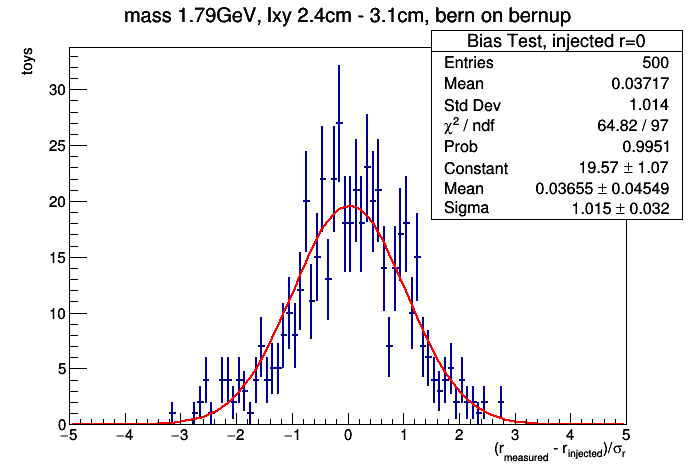 mass 1.79GeV, lxy 2.4cm - 3.1cm, bern on bernup
Bias Test, injected r=0
Entries 500
Mean 0.03717
Std Dev 1.014
χ² / ndf 64.82 / 97
Prob 0.9951
Constant 19.57 ± 1.07
Mean 0.03655 ± 0.04549
Sigma 1.015 ± 0.032
toys
30
25
20
15
10
5
0
−5 −4 −3 −2 −1 0 1 2 3 4 5
(r_measured - r_injected)/σ_r